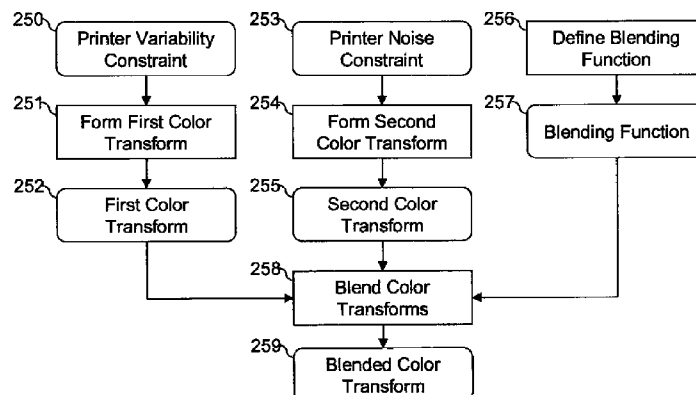 250
Printer Variability
Constraint
253
Printer Noise
Constraint
256
Define Blending
Function
251
Form First Color
Transform
254
Form Second
Color Transform
257
Blending Function
252
First Color
Transform
255
Second Color
Transform
258
Blend Color
Transforms
259
Blended Color
Transform